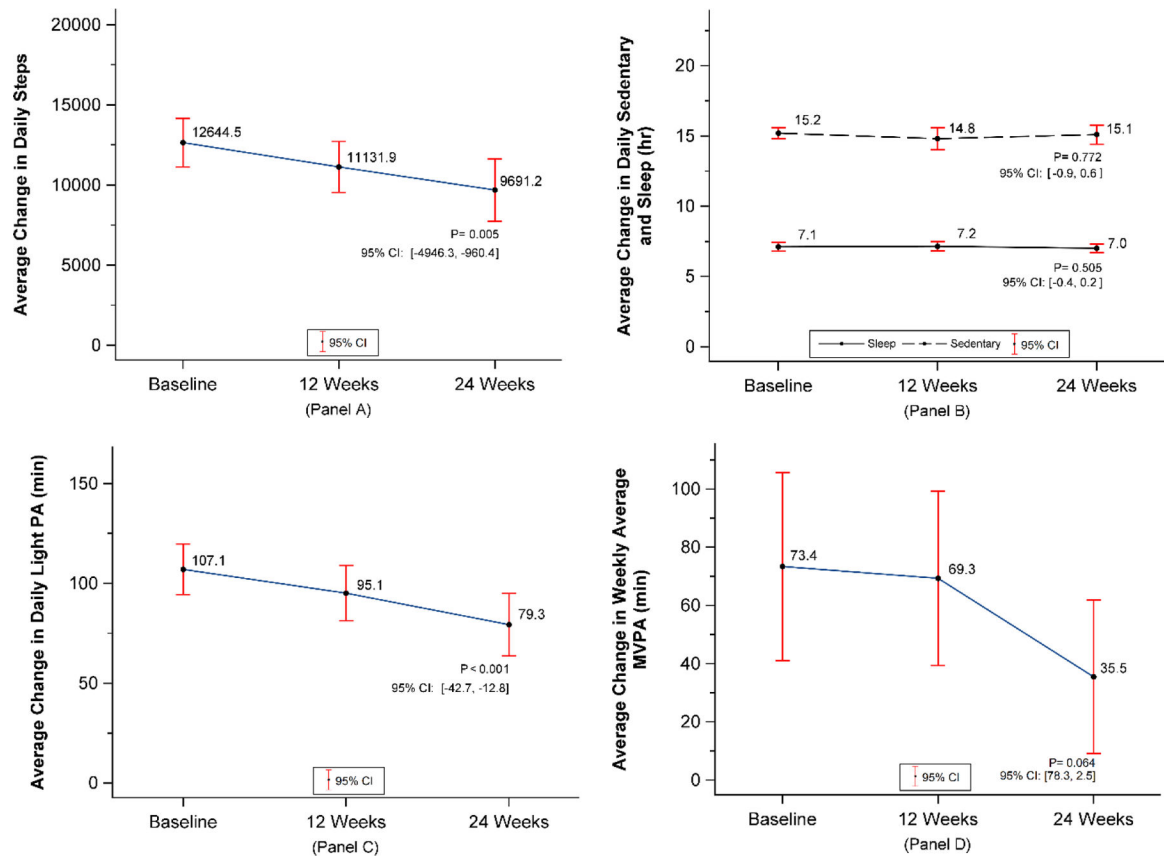 Average Change in Daily Steps
20000
15000
10000
5000
0
12644.5
11131.9
9691.2
P= 0.005
95% CI: [-4946.3, -960.4]
95% CI
Baseline 12 Weeks 24 Weeks
(Panel A)
Average Change in Daily Sedentary
and Sleep (hr)
20
15
10
5
0
15.2
14.8
15.1
P= 0.772
95% CI: [-0.9, 0.6 ]
7.1
7.2
7.0
P= 0.505
95% CI: [-0.4, 0.2 ]
Sleep Sedentary 95% CI
Baseline 12 Weeks 24 Weeks
(Panel B)
Average Change in Daily Light PA (min)
150
100
50
0
107.1
95.1
79.3
P < 0.001
95% CI: [-42.7, -12.8]
95% CI
Baseline 12 Weeks 24 Weeks
(Panel C)
Average Change in Weekly Average
MVPA (min)
100
80
60
40
20
0
73.4
69.3
35.5
P= 0.064
95% CI: [78.3, 2.5]
95% CI
Baseline 12 Weeks 24 Weeks
(Panel D)